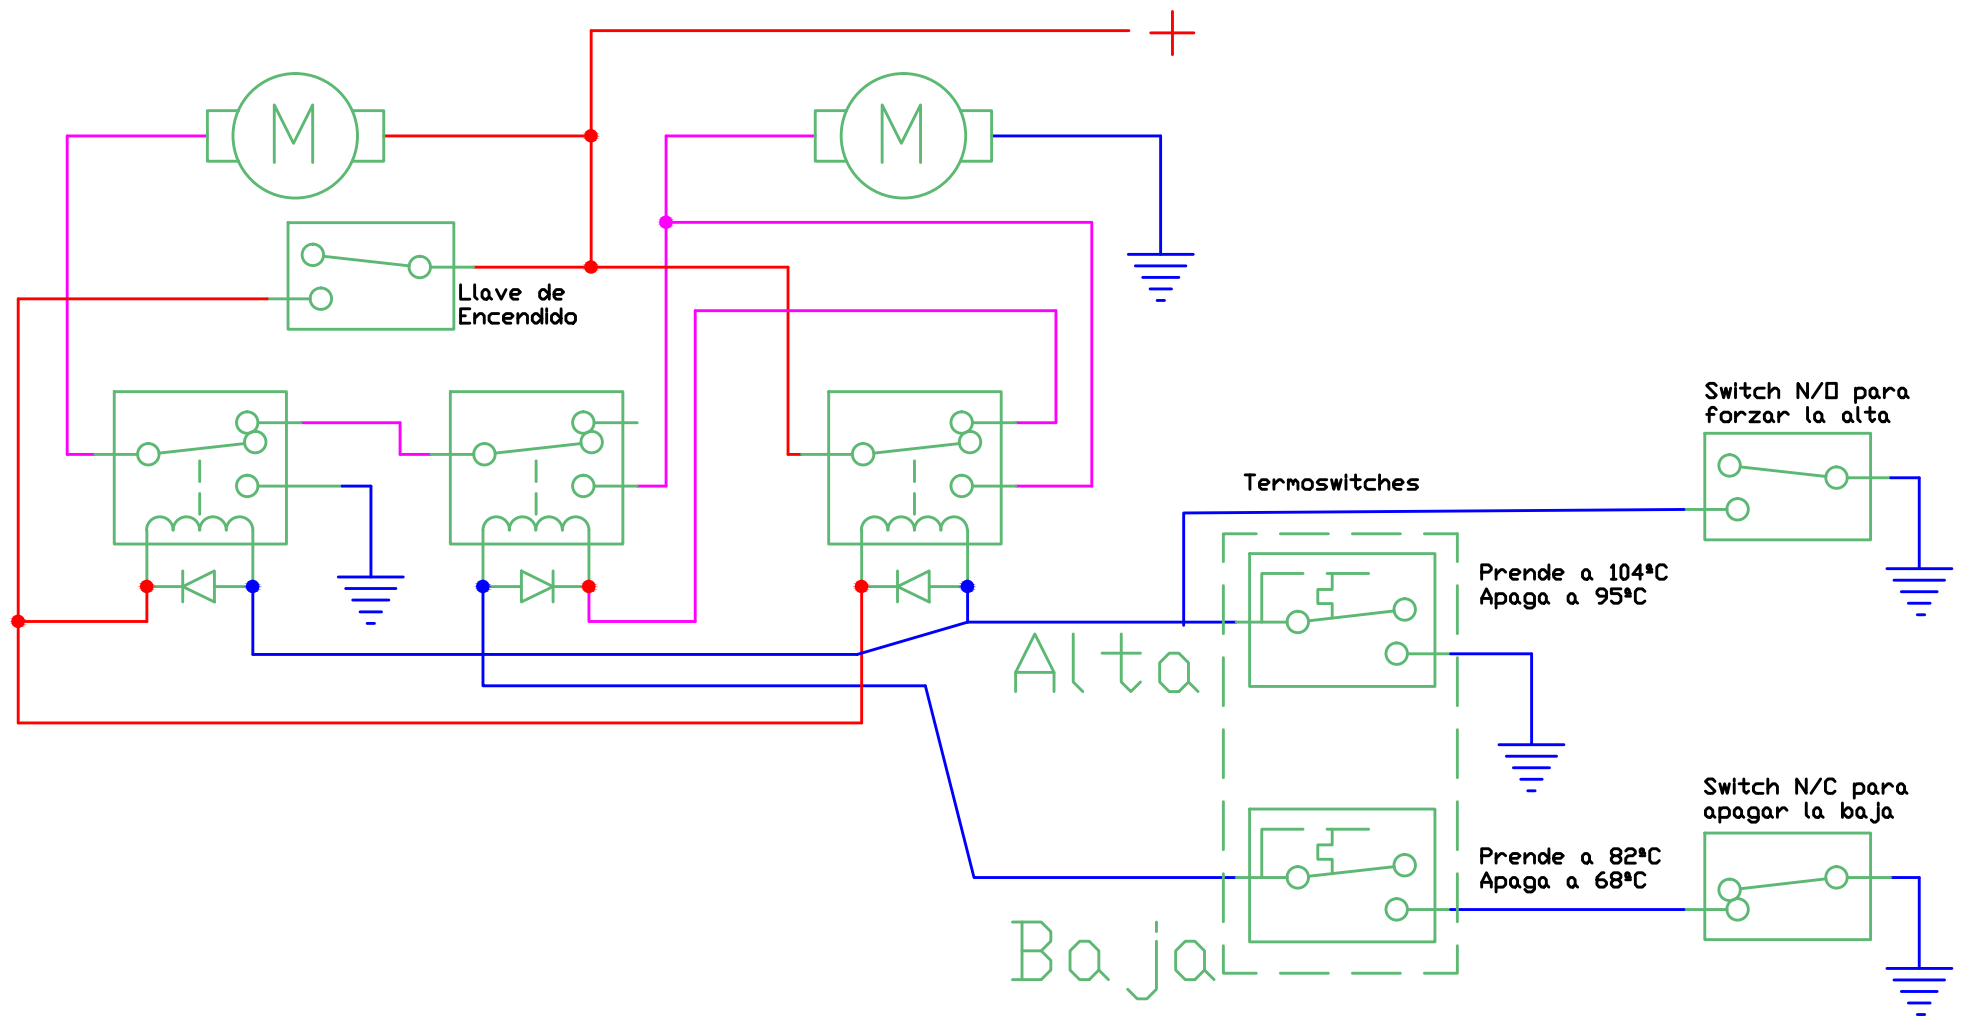 +
M
M
Llave de
Encendido
Switch N/O para
forzar la alta
Termoswitches
Prende a 104ºC
Apaga a 95ºC
Alta
Switch N/C para
apagar la baja
Prende a 82ºC
Apaga a 68ºC
Baja